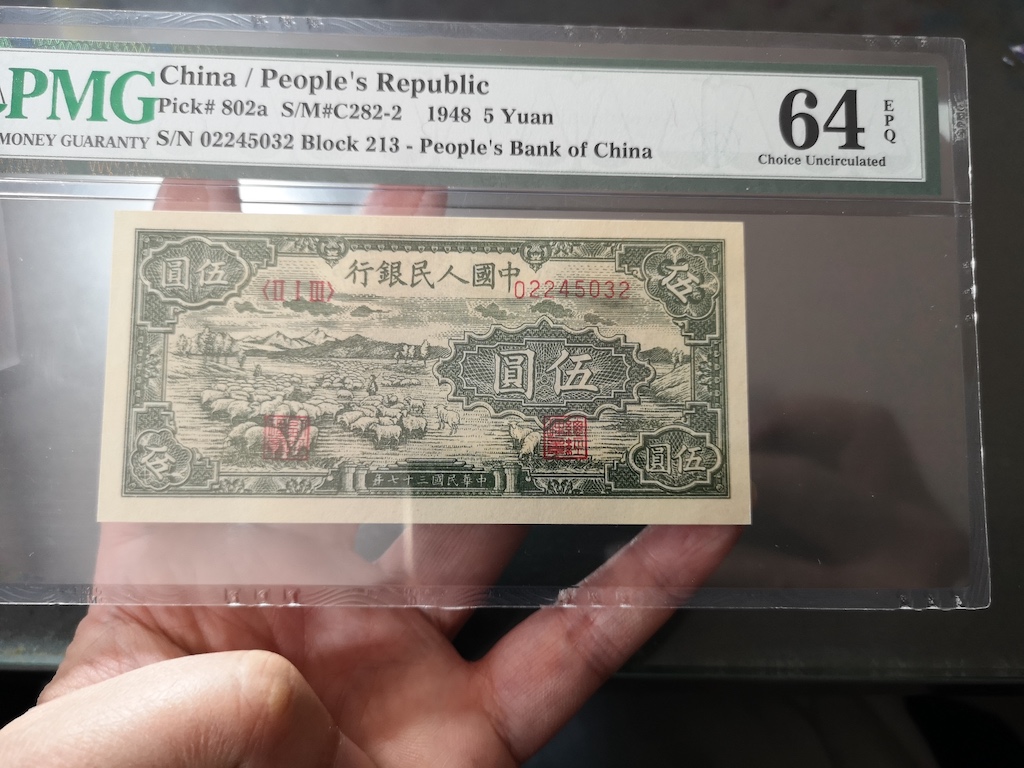 PMG
MONEY GUARANTY
China / People's Republic
Pick# 802a S/M#C282-2 1948 5 Yuan
S/N 02245032 Block 213 - People's Bank of China
64
EPQ
Choice Uncirculated
圓伍
行銀民人國中
伍
〈II I III〉
02245032
圓伍
伍
圓伍
年七十三國民華中